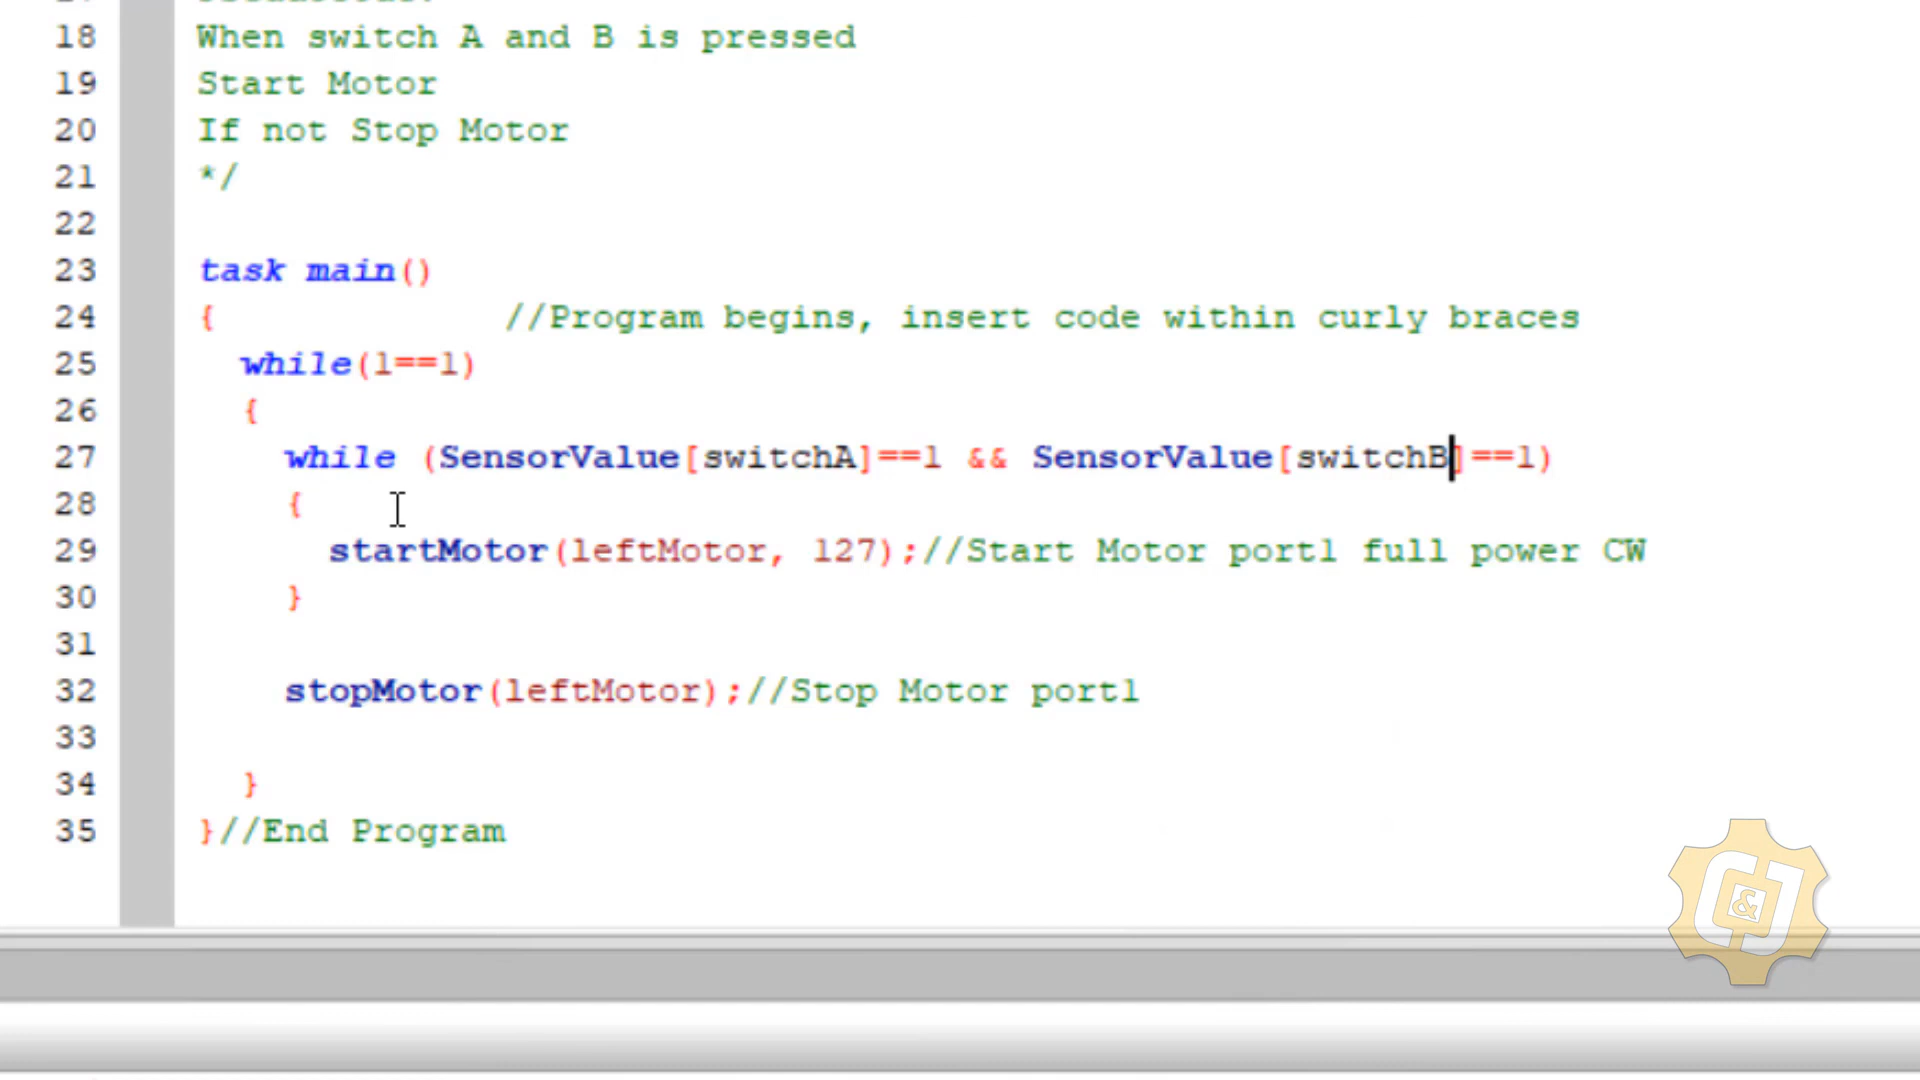 18 When switch A and B is pressed
19 Start Motor
20 If not Stop Motor
21 */
22
23 task main()
24 { //Program begins, insert code within curly braces
25 while(1==1)
26 {
27 while (SensorValue[switchA]==1 && SensorValue[switchB]==1)
28 {
29 startMotor(leftMotor, 127);//Start Motor port1 full power CW
30 }
31
32 stopMotor(leftMotor);//Stop Motor port1
33
34 }
35 }//End Program
C&J